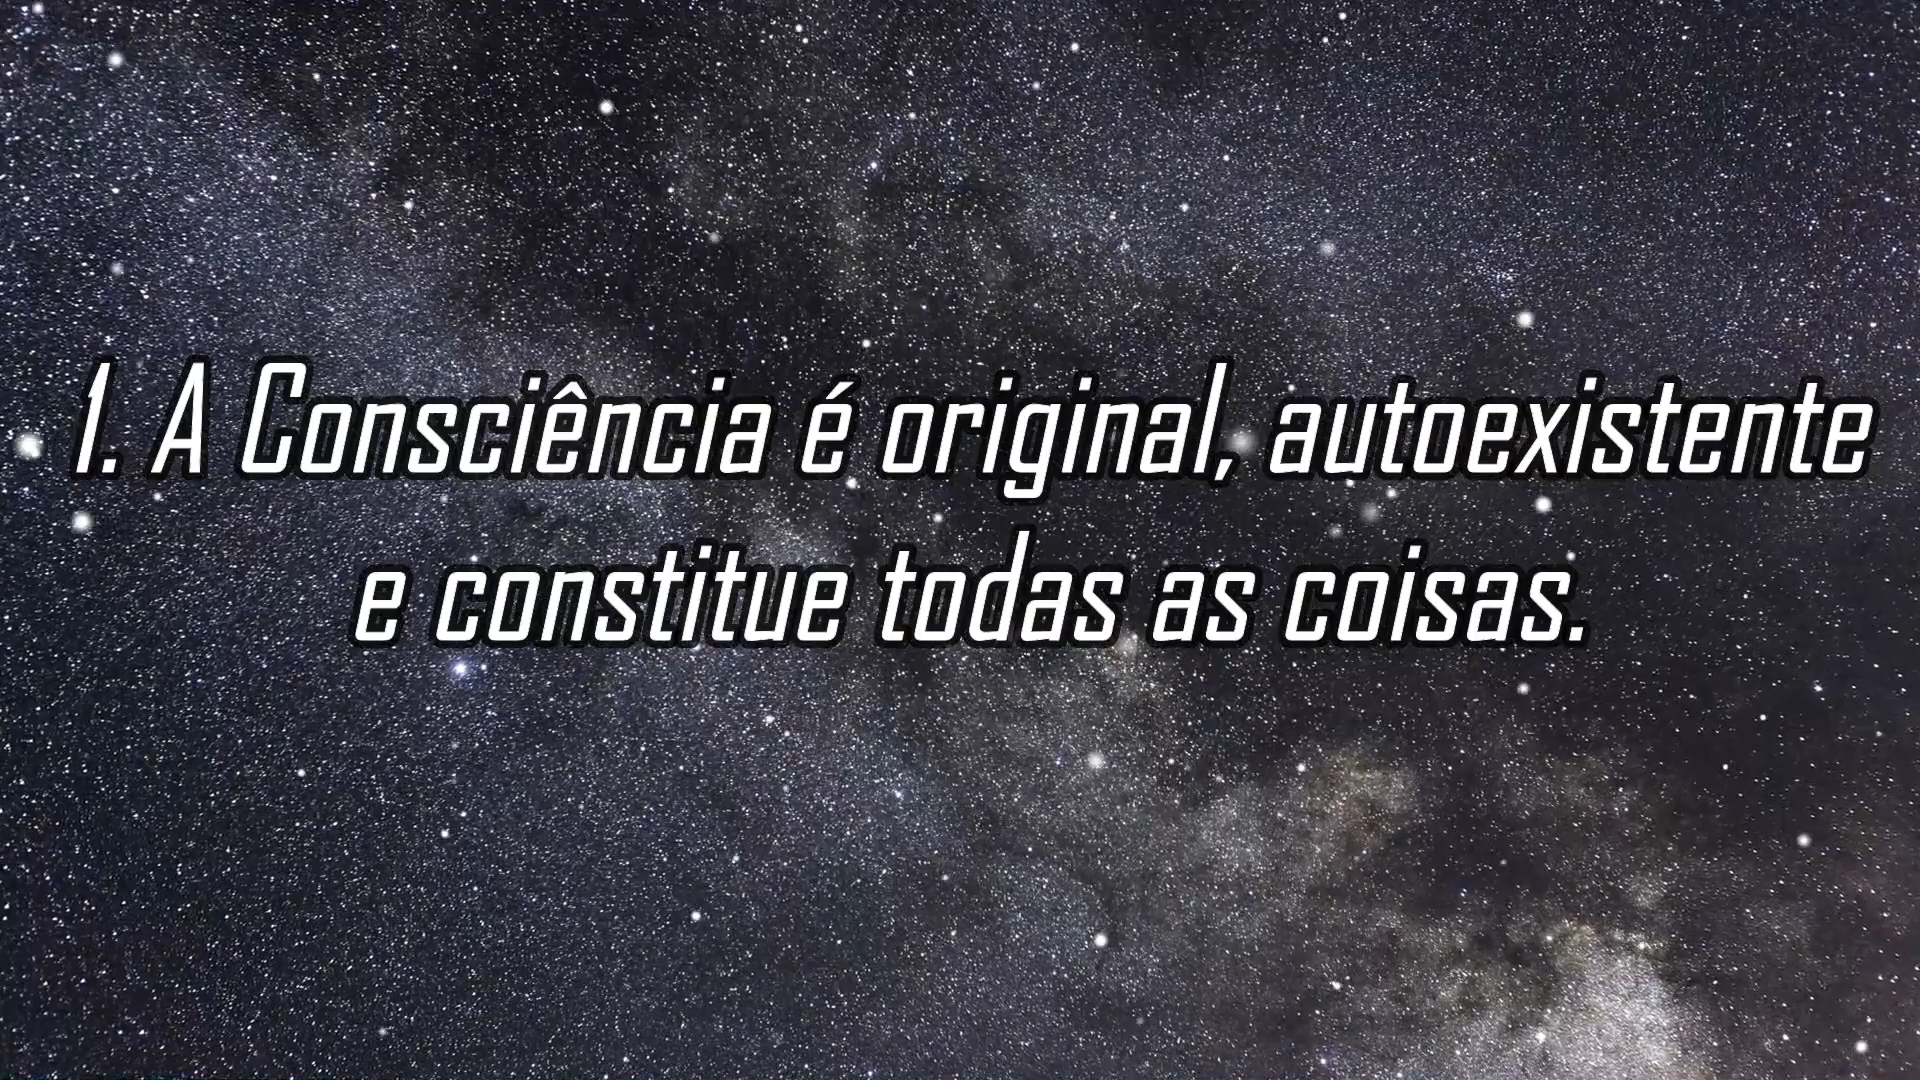 1. A Consciência é original, autoexistente
e constitue todas as coisas.